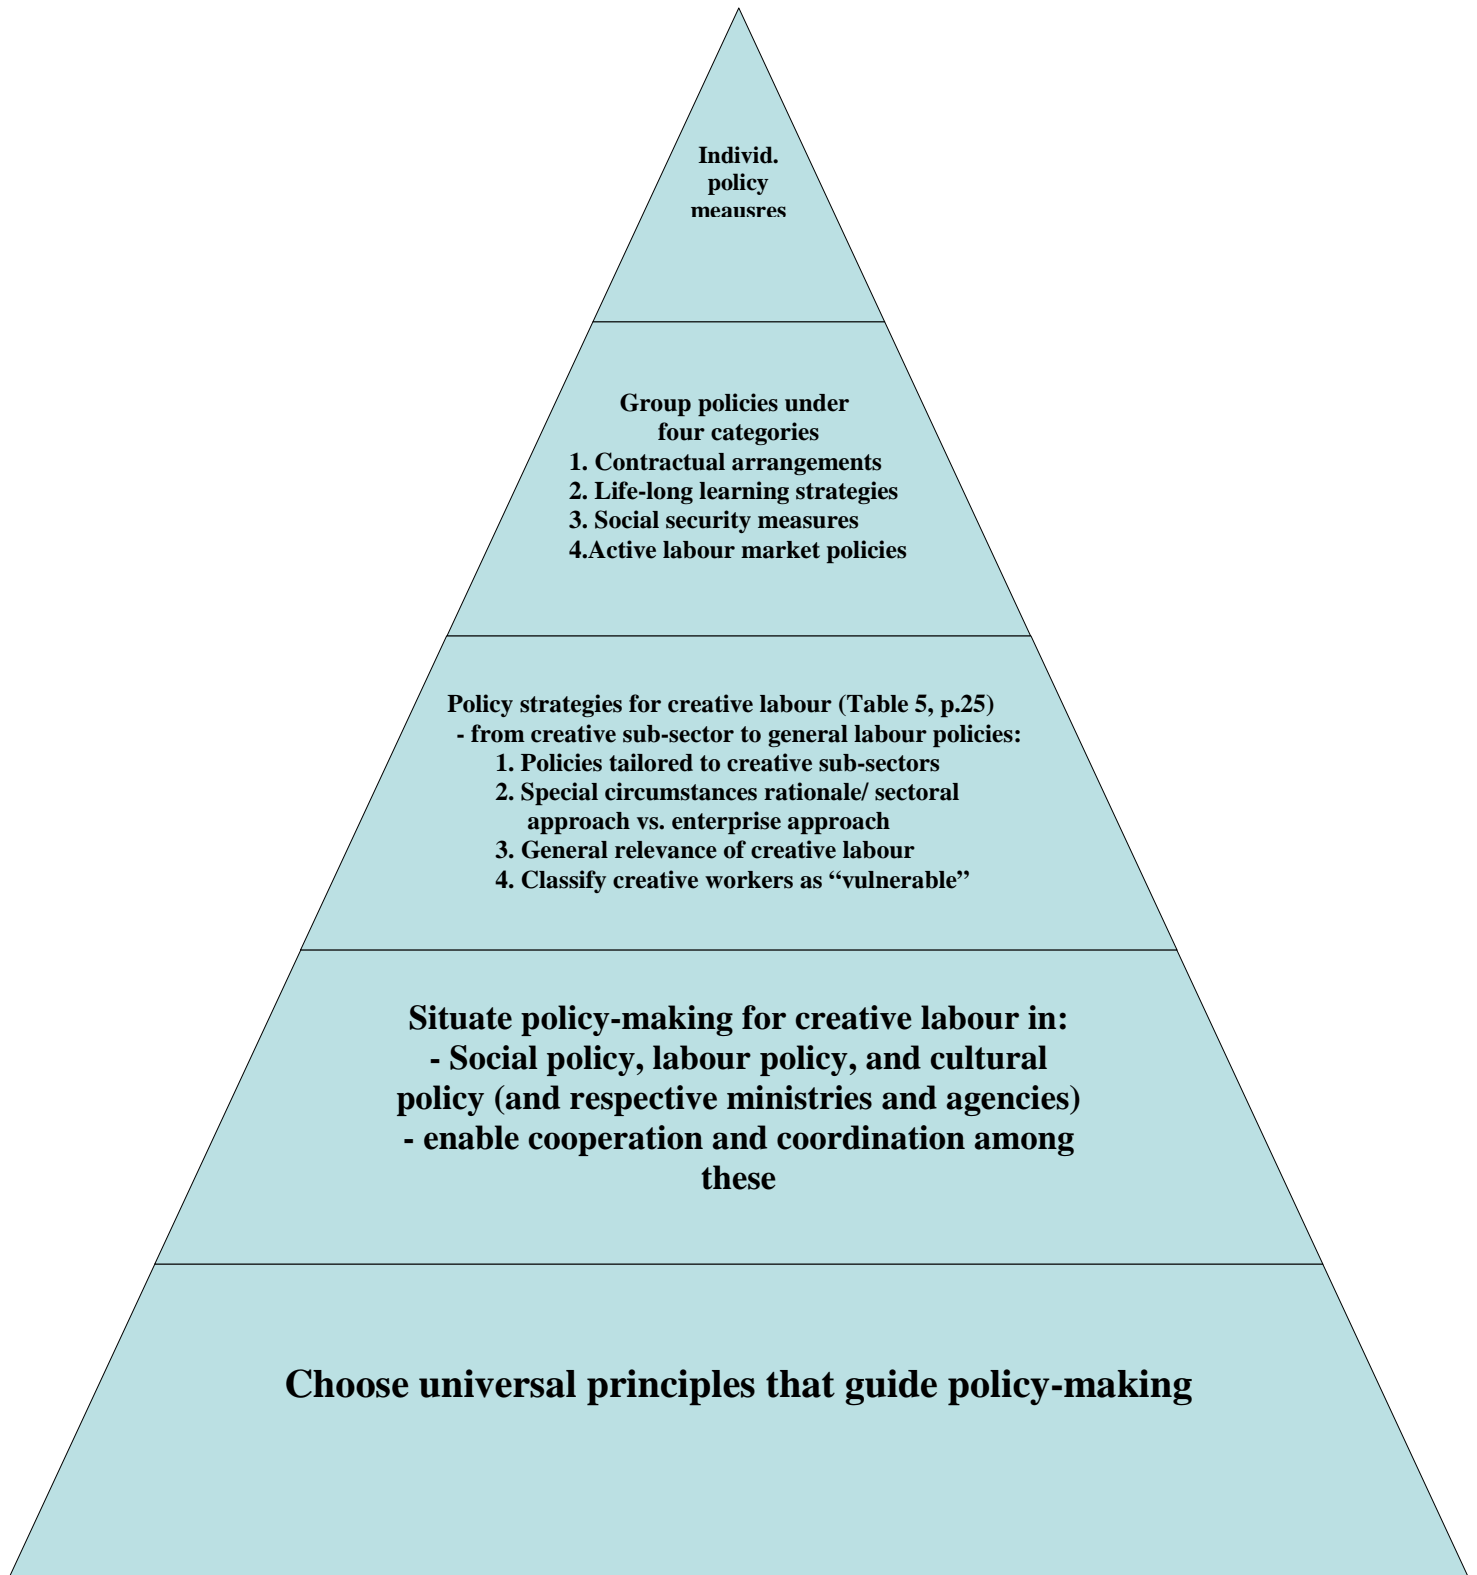 Individ.
policy
meausres
Group policies under
four categories
1. Contractual arrangements
2. Life-long learning strategies
3. Social security measures
4.Active labour market policies
Policy strategies for creative labour (Table 5, p.25)
- from creative sub-sector to general labour policies:
1. Policies tailored to creative sub-sectors
2. Special circumstances rationale/ sectoral
approach vs. enterprise approach
3. General relevance of creative labour
4. Classify creative workers as “vulnerable”
Situate policy-making for creative labour in:
- Social policy, labour policy, and cultural
policy (and respective ministries and agencies)
- enable cooperation and coordination among
these
Choose universal principles that guide policy-making